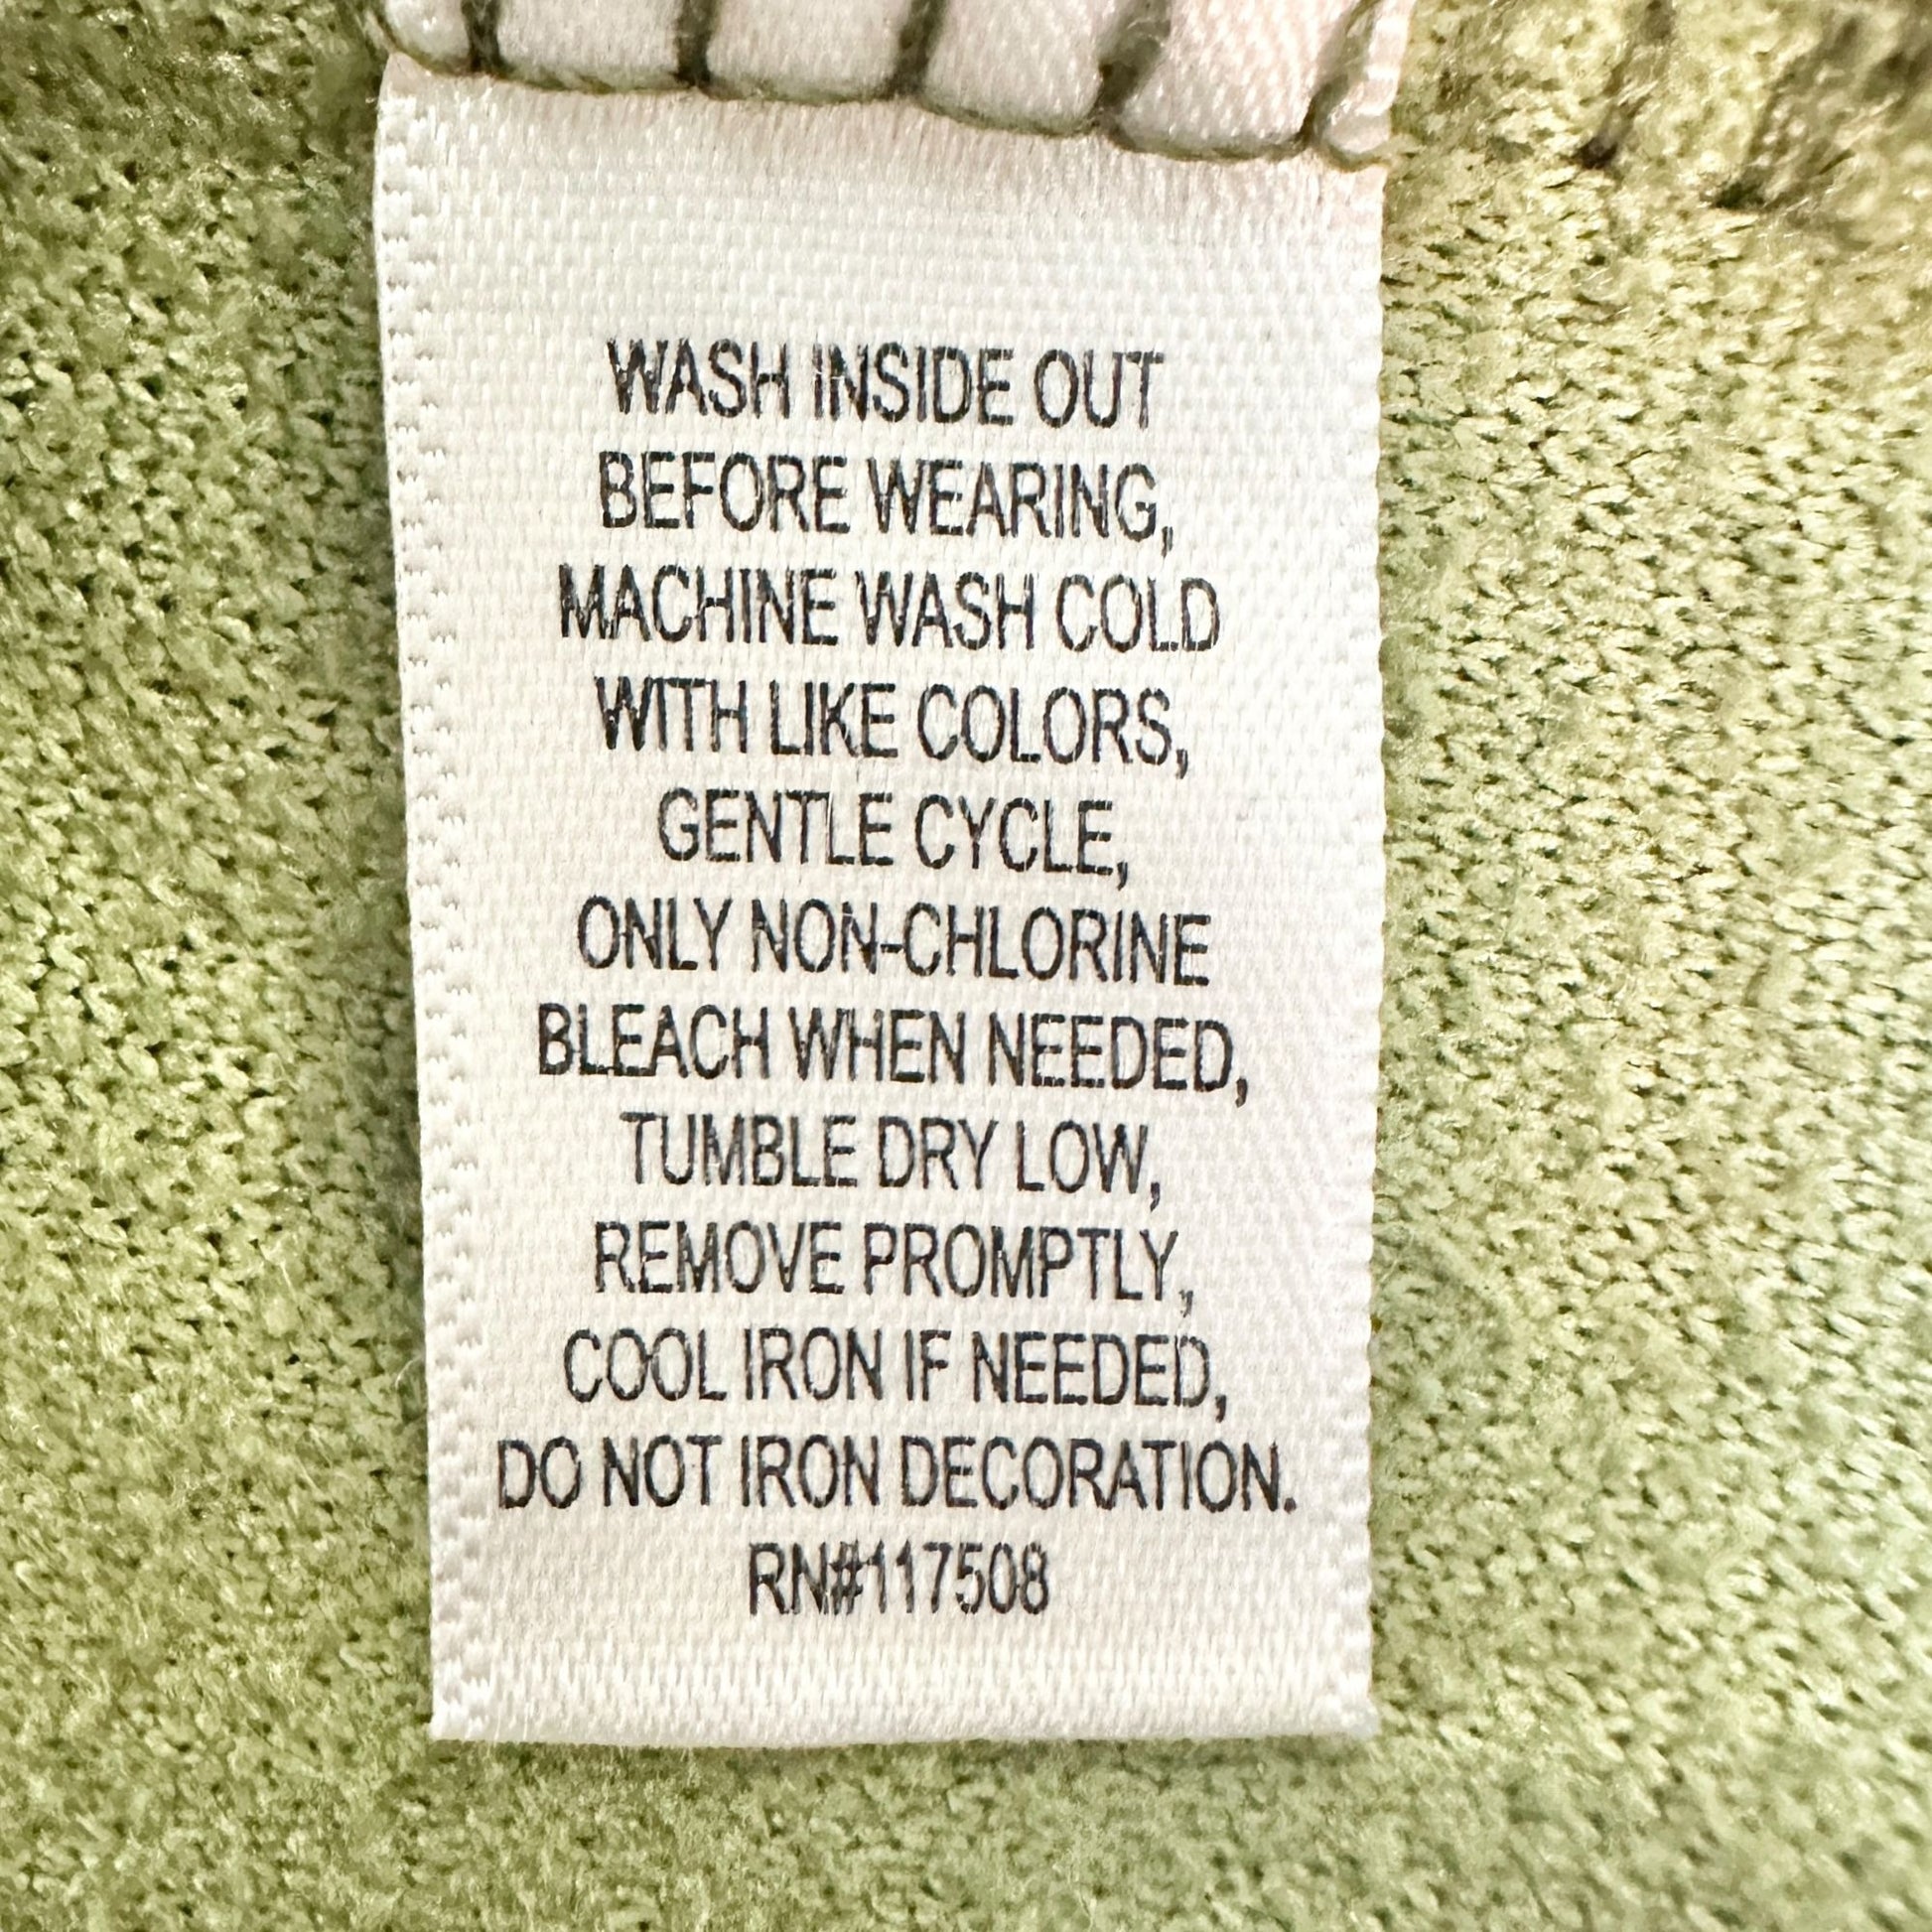 WASH INSIDE OUT
BEFORE WEARING,
MACHINE WASH COLD
WITH LIKE COLORS,
GENTLE CYCLE,
ONLY NON-CHLORINE
BLEACH WHEN NEEDED,
TUMBLE DRY LOW,
REMOVE PROMPTLY,
COOL IRON IF NEEDED,
DO NOT IRON DECORATION.
RN#117508